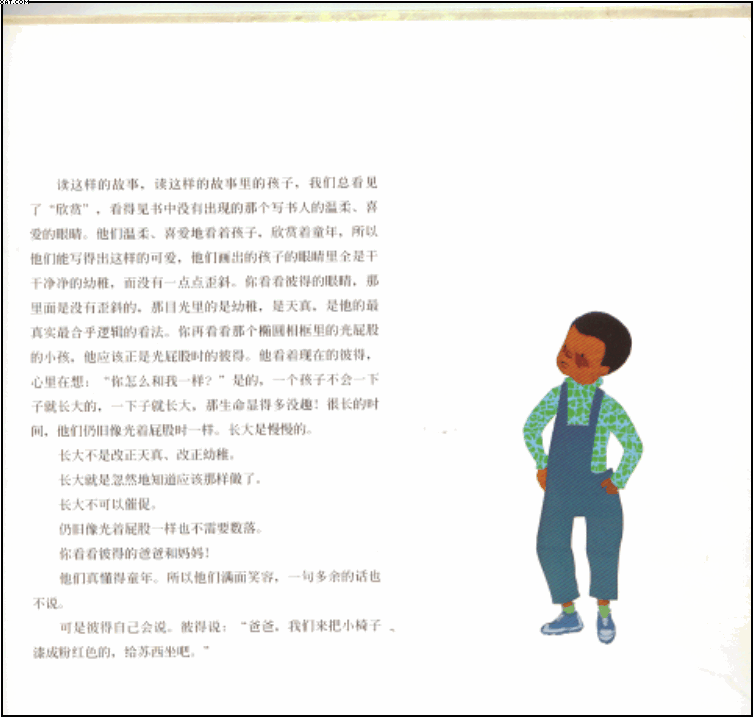 XAT.COM
读这样的故事，读这样的故事里的孩子，我们总看见
了“欣赏”，看得见书中没有出现的那个写书人的温柔、喜
爱的眼睛。他们温柔、喜爱地看着孩子，欣赏着童年，所以
他们能写得出这样的可爱，他们画出的孩子的眼睛里全是干
干净净的幼稚，而没有一点点歪斜。你看看彼得的眼睛，那
里面是没有歪斜的，那目光里的是幼稚，是天真，是他的最
真实最合乎逻辑的看法。你再看看那个椭圆相框里的光屁股
的小孩，他应该正是光屁股时的彼得。他看着现在的彼得，
心里在想：“你怎么和我一样？”是的，一个孩子不会一下
子就长大的，一下子就长大，那生命显得多没趣！很长的时
间，他们仍旧像光着屁股时一样。长大是慢慢的。
长大不是改正天真、改正幼稚。
长大就是忽然地知道应该那样做了。
长大不可以催促。
仍旧像光着屁股一样也不需要数落。
你看看彼得的爸爸和妈妈！
他们真懂得童年。所以他们满面笑容，一句多余的话也
不说。
可是彼得自己会说。彼得说：“爸爸，我们来把小椅子
漆成粉红色的，给苏西坐吧。”